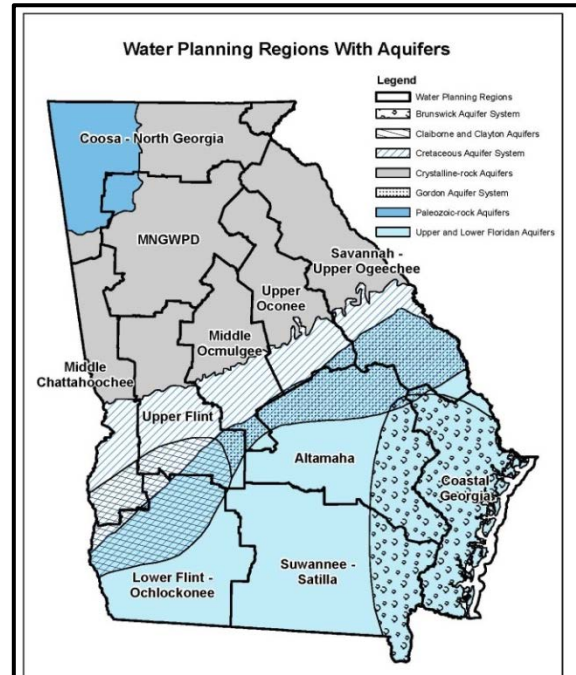 Water Planning Regions With Aquifers
Legend
Water Planning Regions
Brunswick Aquifer System
Claiborne and Clayton Aquifers
Cretaceous Aquifer System
Crystalline-rock Aquifers
Gordon Aquifer System
Paleozoic-rock Aquifers
Upper and Lower Floridan Aquifers
Coosa - North Georgia
MNGWPD
Savannah -
Upper Ogeechee
Upper
Oconee
Middle
Ocmulgee
Middle
Chattahoochee
Upper Flint
Altamaha
Coastal
Georgia
Lower Flint -
Ochlockonee
Suwannee -
Satilla